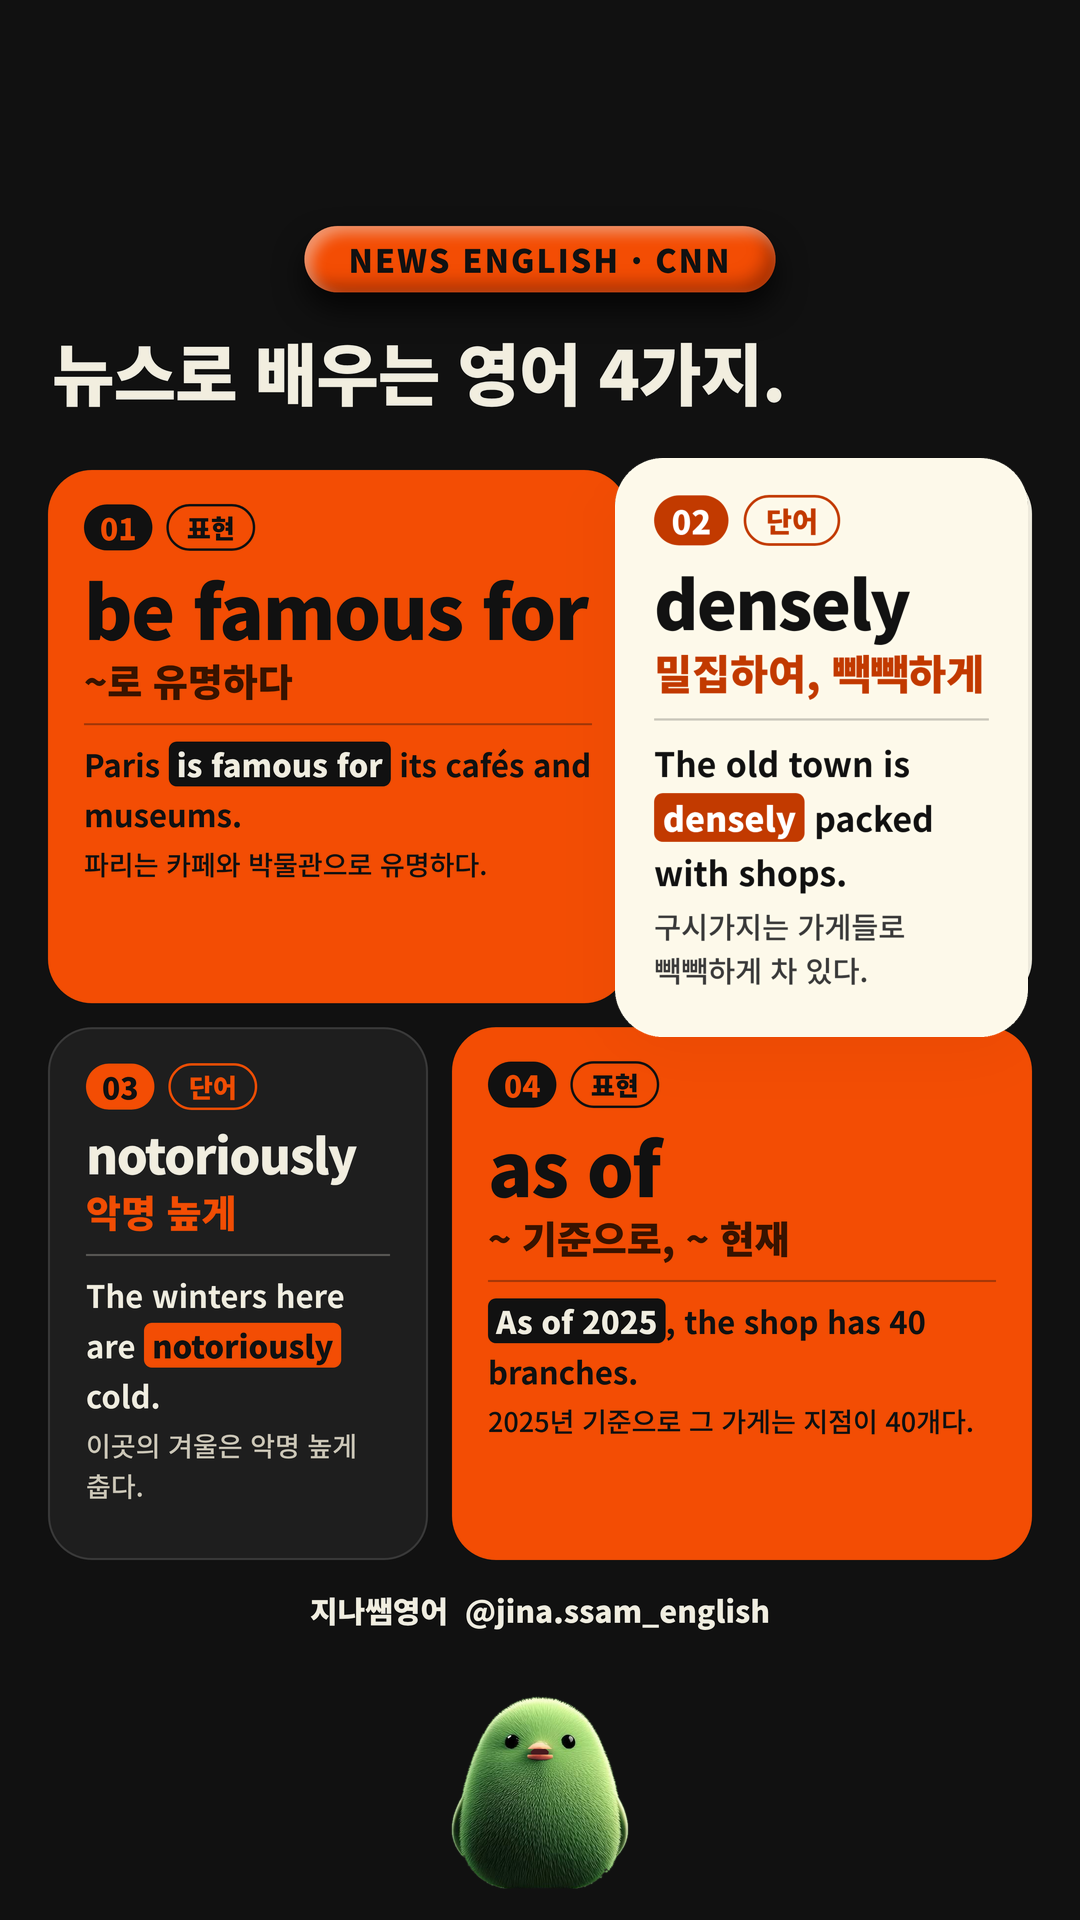 NEWS ENGLISH · CNN
뉴스로 배우는 영어 4가지.
01 표현
be famous for
~로 유명하다
Paris is famous for its cafés and
museums.
파리는 카페와 박물관으로 유명하다.
02 단어
densely
밀집하여, 빽빽하게
The old town is
densely packed
with shops.
구시가지는 가게들로
빽빽하게 차 있다.
03 단어
notoriously
악명 높게
The winters here
are notoriously
cold.
이곳의 겨울은 악명 높게
춥다.
04 표현
as of
~ 기준으로, ~ 현재
As of 2025, the shop has 40
branches.
2025년 기준으로 그 가게는 지점이 40개다.
지나쌤영어 @jina.ssam_english